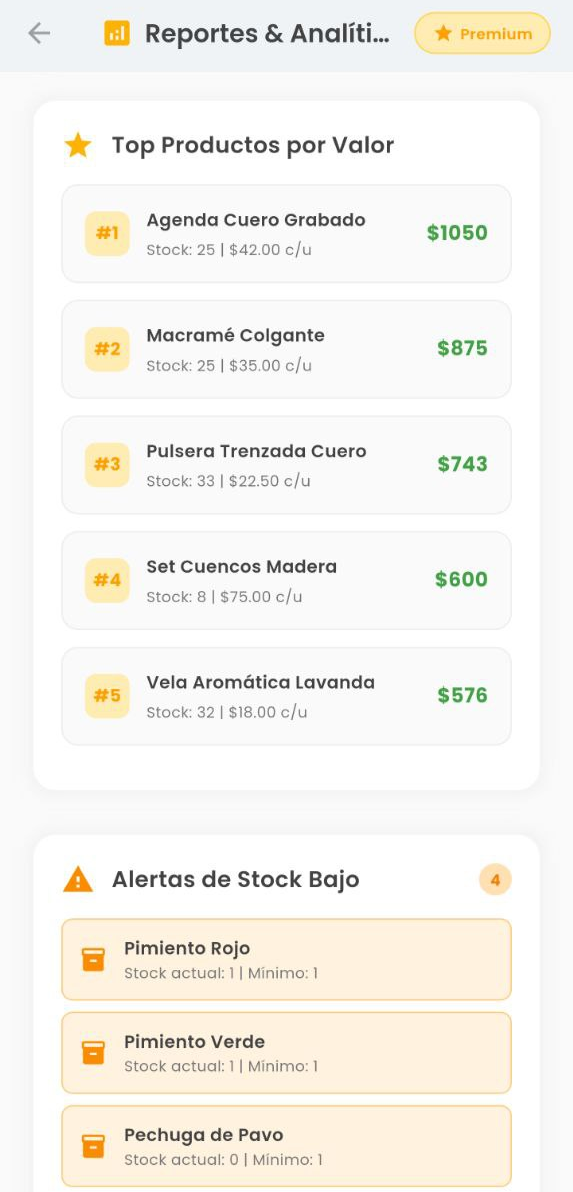 Reportes & Analíti...
Premium
Top Productos por Valor
#1
Agenda Cuero Grabado
Stock: 25 | $42.00 c/u
$1050
#2
Macramé Colgante
Stock: 25 | $35.00 c/u
$875
#3
Pulsera Trenzada Cuero
Stock: 33 | $22.50 c/u
$743
#4
Set Cuencos Madera
Stock: 8 | $75.00 c/u
$600
#5
Vela Aromática Lavanda
Stock: 32 | $18.00 c/u
$576
Alertas de Stock Bajo
4
Pimiento Rojo
Stock actual: 1 | Mínimo: 1
Pimiento Verde
Stock actual: 1 | Mínimo: 1
Pechuga de Pavo
Stock actual: 0 | Mínimo: 1